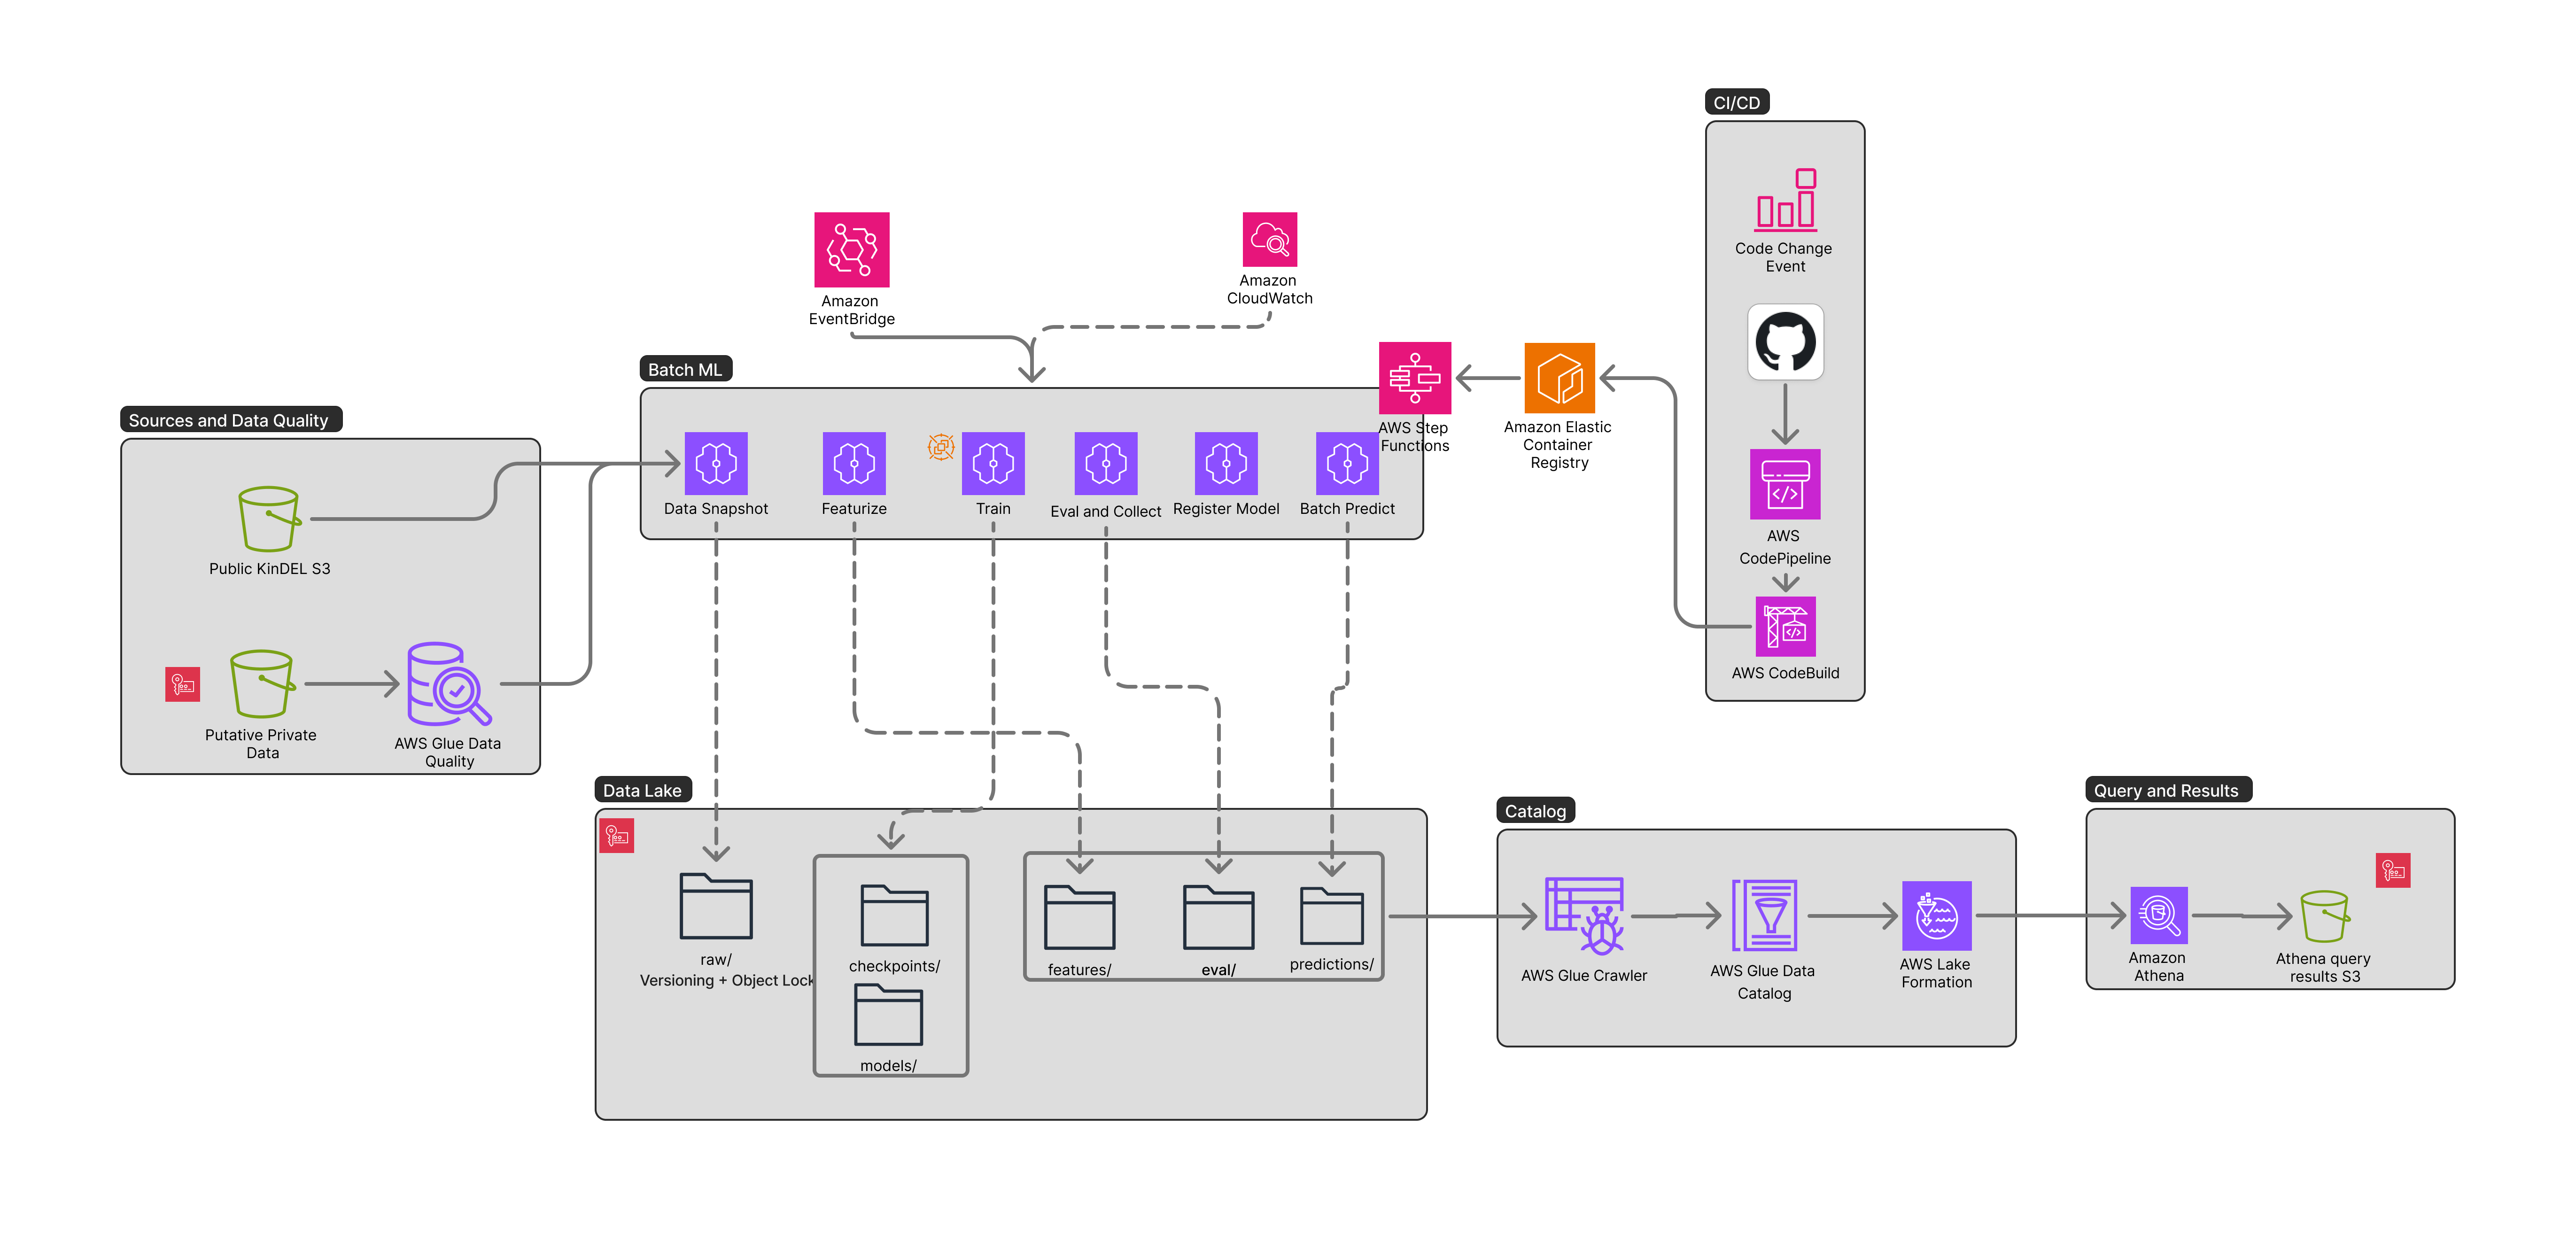 CI/CD
Code Change
Event
AWS
CodePipeline
AWS CodeBuild
Amazon
EventBridge
Amazon
CloudWatch
Batch ML
AWS Step
Functions
Amazon Elastic
Container
Registry
Data Snapshot
Featurize
Train
Eval and Collect
Register Model
Batch Predict
Sources and Data Quality
Public KinDEL S3
Putative Private
Data
AWS Glue Data
Quality
Data Lake
raw/
Versioning + Object Lock
checkpoints/
models/
features/
eval/
predictions/
Catalog
AWS Glue Crawler
AWS Glue Data
Catalog
AWS Lake
Formation
Query and Results
Amazon
Athena
Athena query
results S3